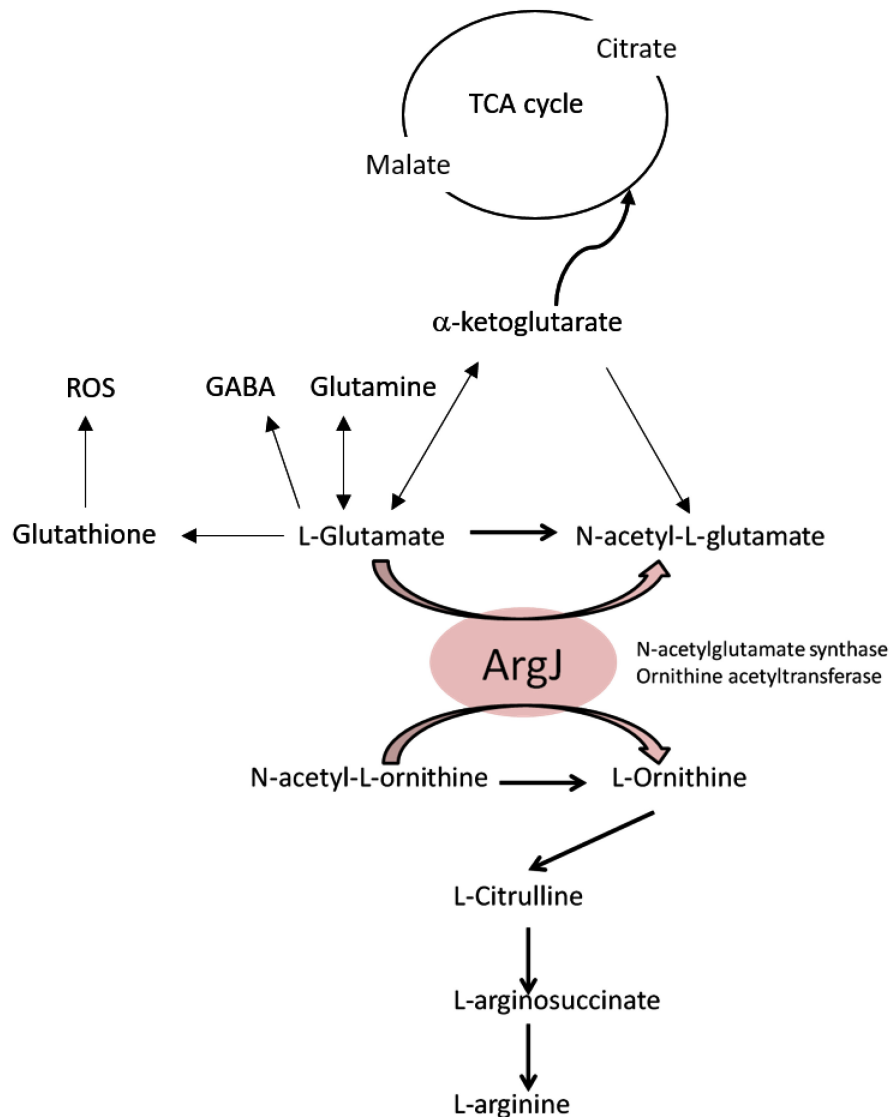 Citrate
TCA cycle
Malate
α-ketoglutarate
ROS
GABA
Glutamine
Glutathione
L-Glutamate
N-acetyl-L-glutamate
ArgJ
N-acetylglutamate synthase
Ornithine acetyltransferase
N-acetyl-L-ornithine
L-Ornithine
L-Citrulline
L-arginosuccinate
L-arginine